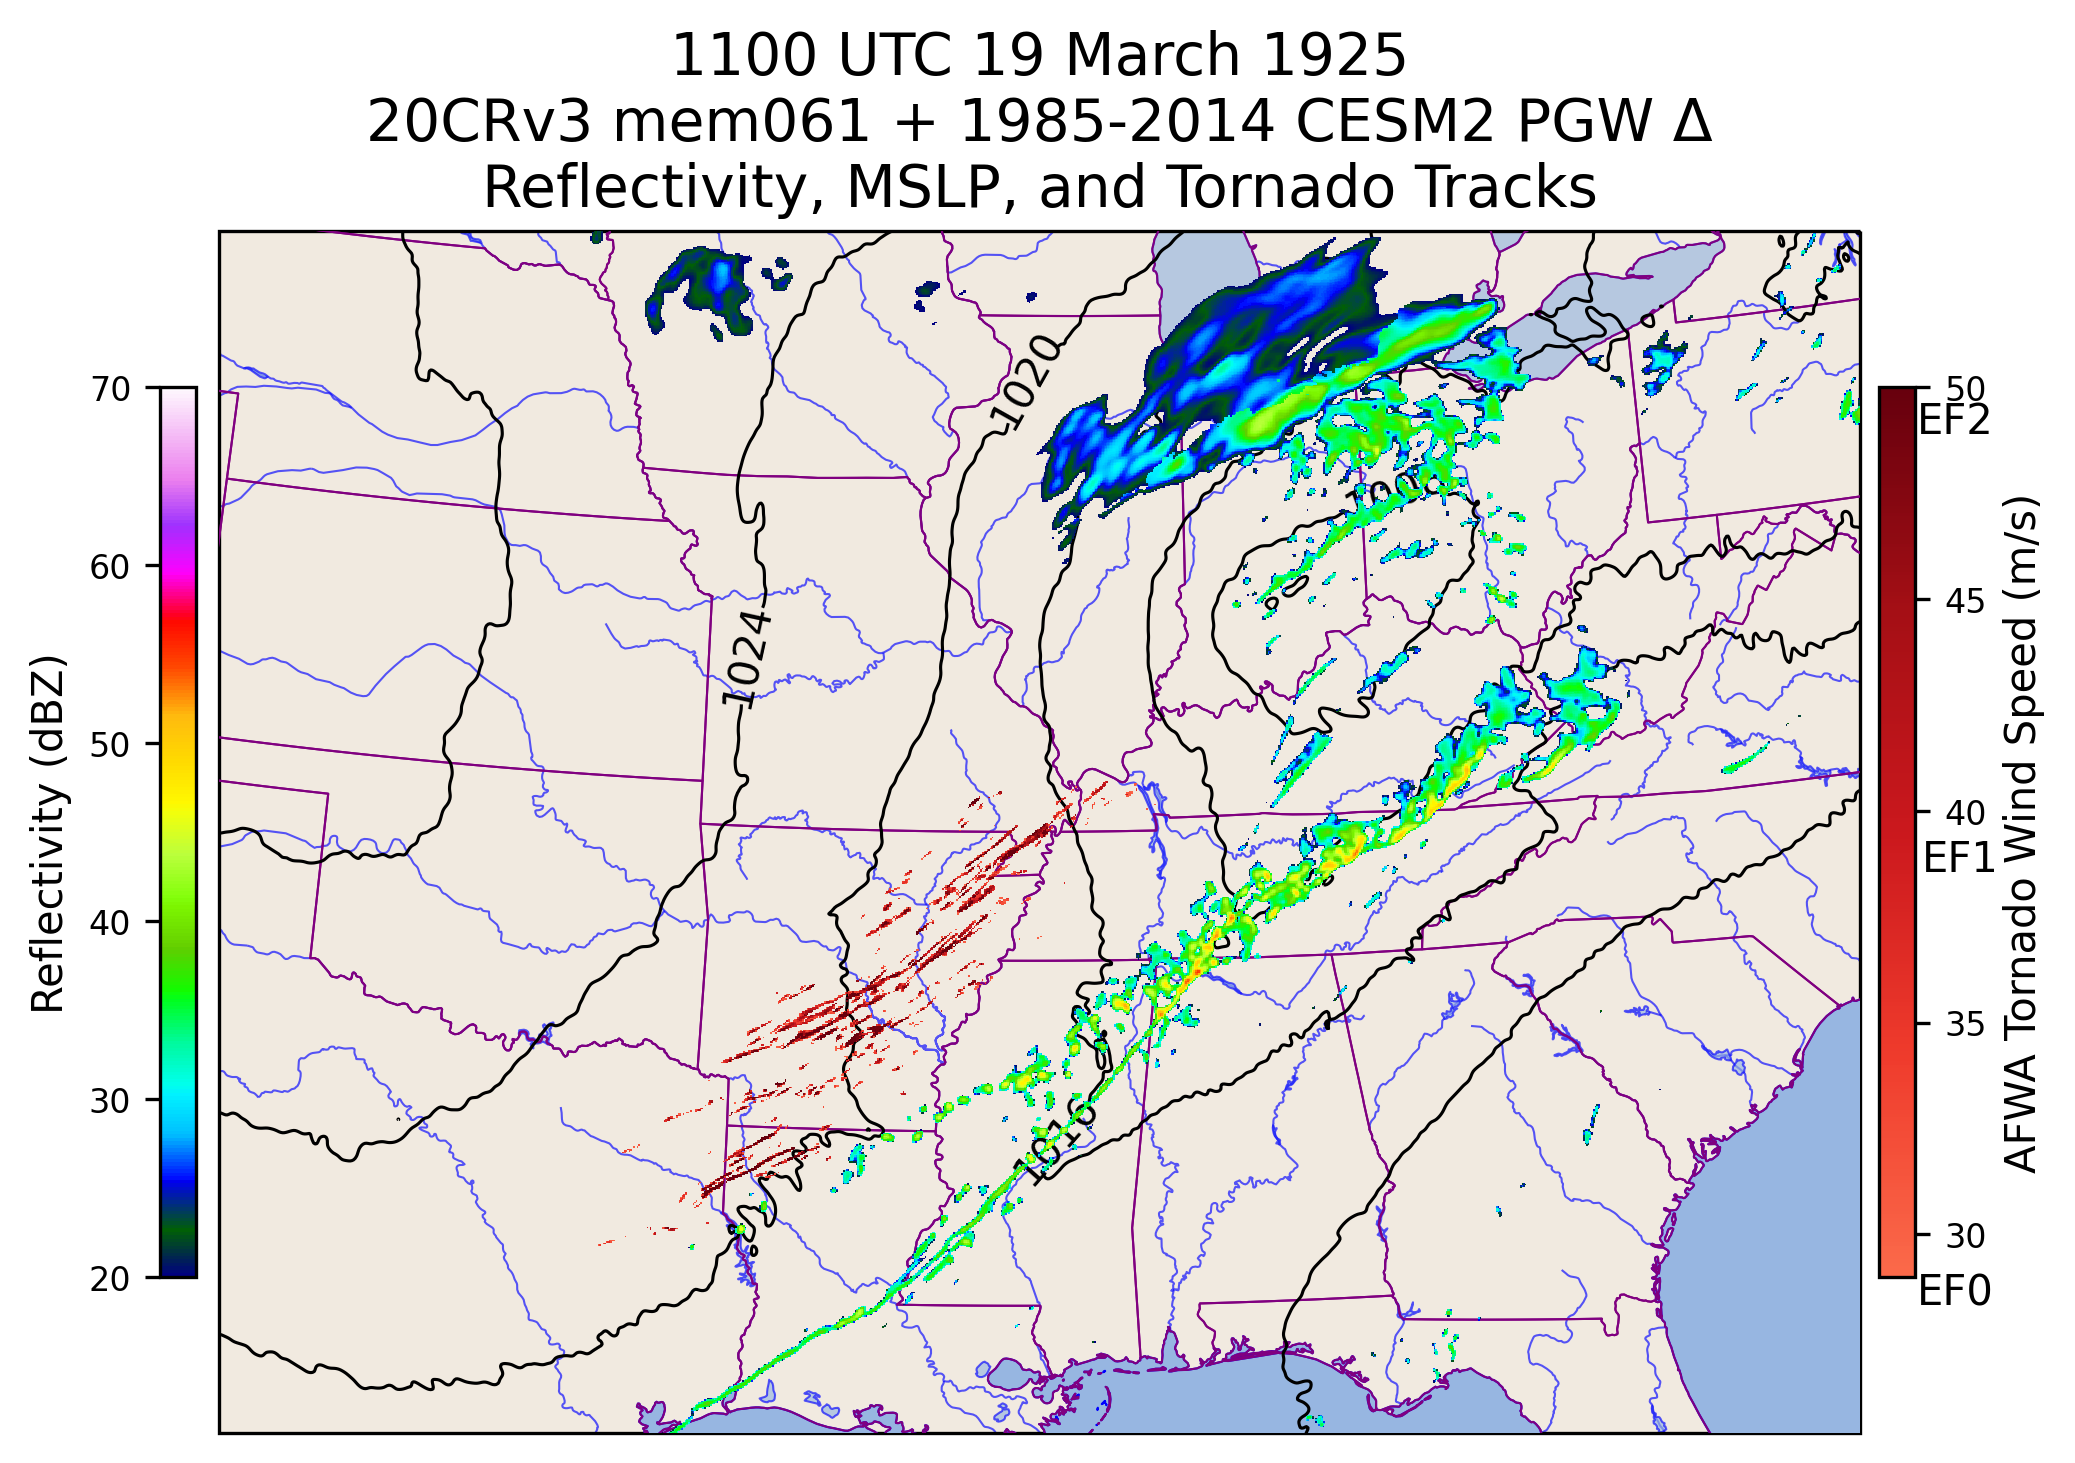 1100 UTC 19 March 1925
20CRv3 mem061 + 1985-2014 CESM2 PGW Δ
Reflectivity, MSLP, and Tornado Tracks
70
60
50
40
30
20
Reflectivity (dBZ)
1020
1024
1016
50
EF2
45
40
EF1
35
30
EF0
AFWA Tornado Wind Speed (m/s)